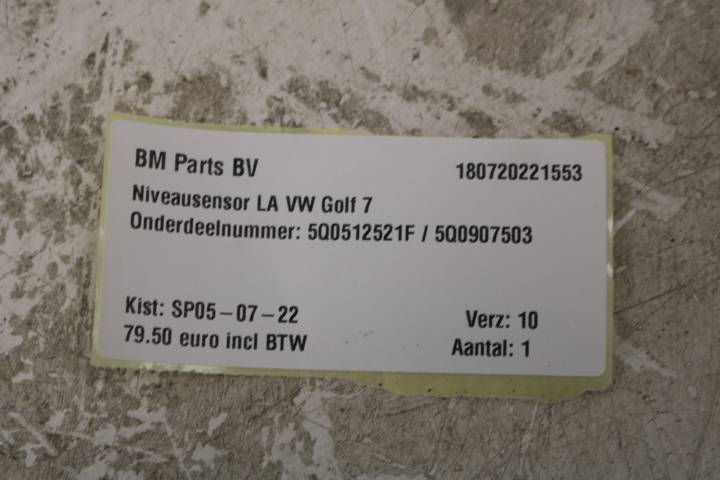 BM Parts BV
180720221553
Niveausensor LA VW Golf 7
Onderdeelnummer: 5Q0512521F / 5Q0907503
Kist: SP05-07-22
Verz: 10
79.50 euro incl BTW
Aantal: 1